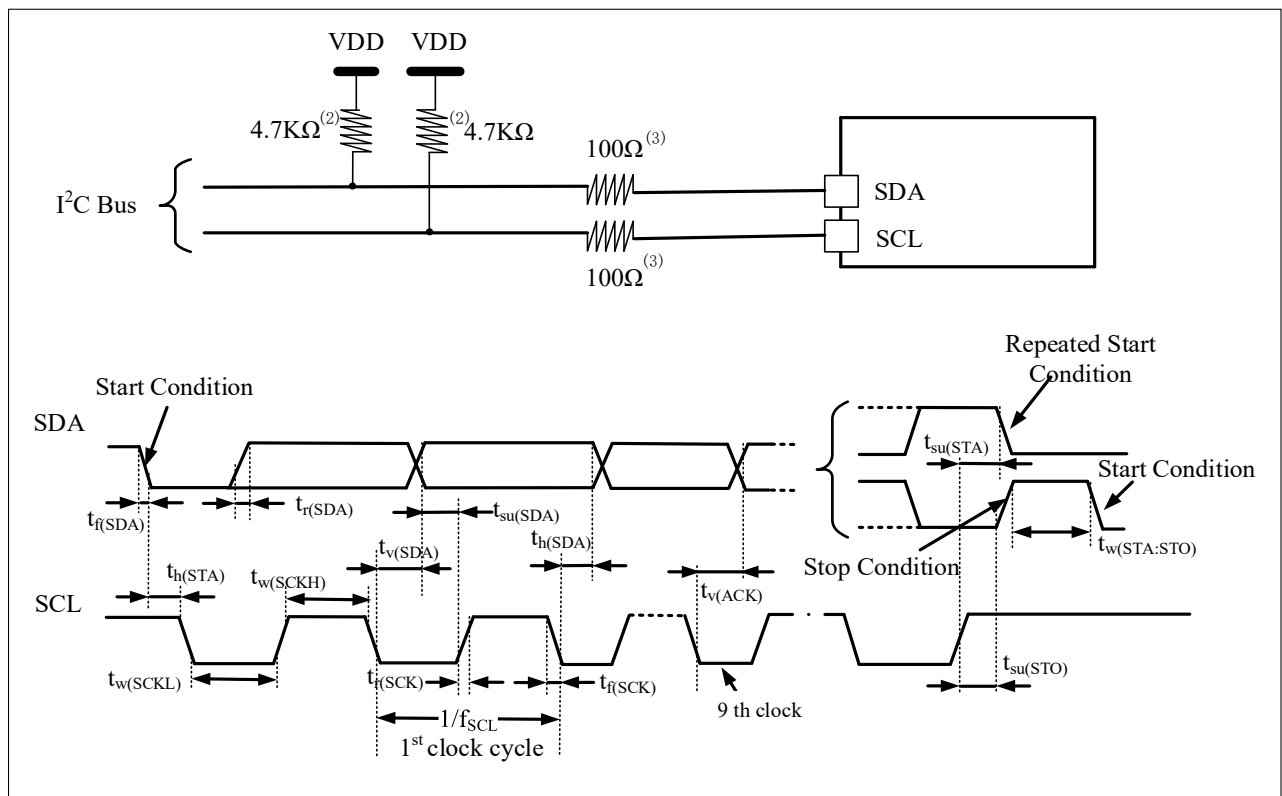 VDD VDD
4.7KΩ(2) (2)4.7KΩ
100Ω(3)
I2C Bus
SDA
SCL
100Ω(3)
Repeated Start
Condition
Start Condition
SDA
tsu(STA)
Start Condition
tf(SDA)
tr(SDA)
tsu(SDA)
tw(STA:STO)
tv(SDA)
th(SDA)
Stop Condition
th(STA)
tw(SCKH)
tv(ACK)
SCL
tw(SCKL)
tf(SCK)
tf(SCK)
tsu(STO)
9 th clock
1/fSCL
1st clock cycle